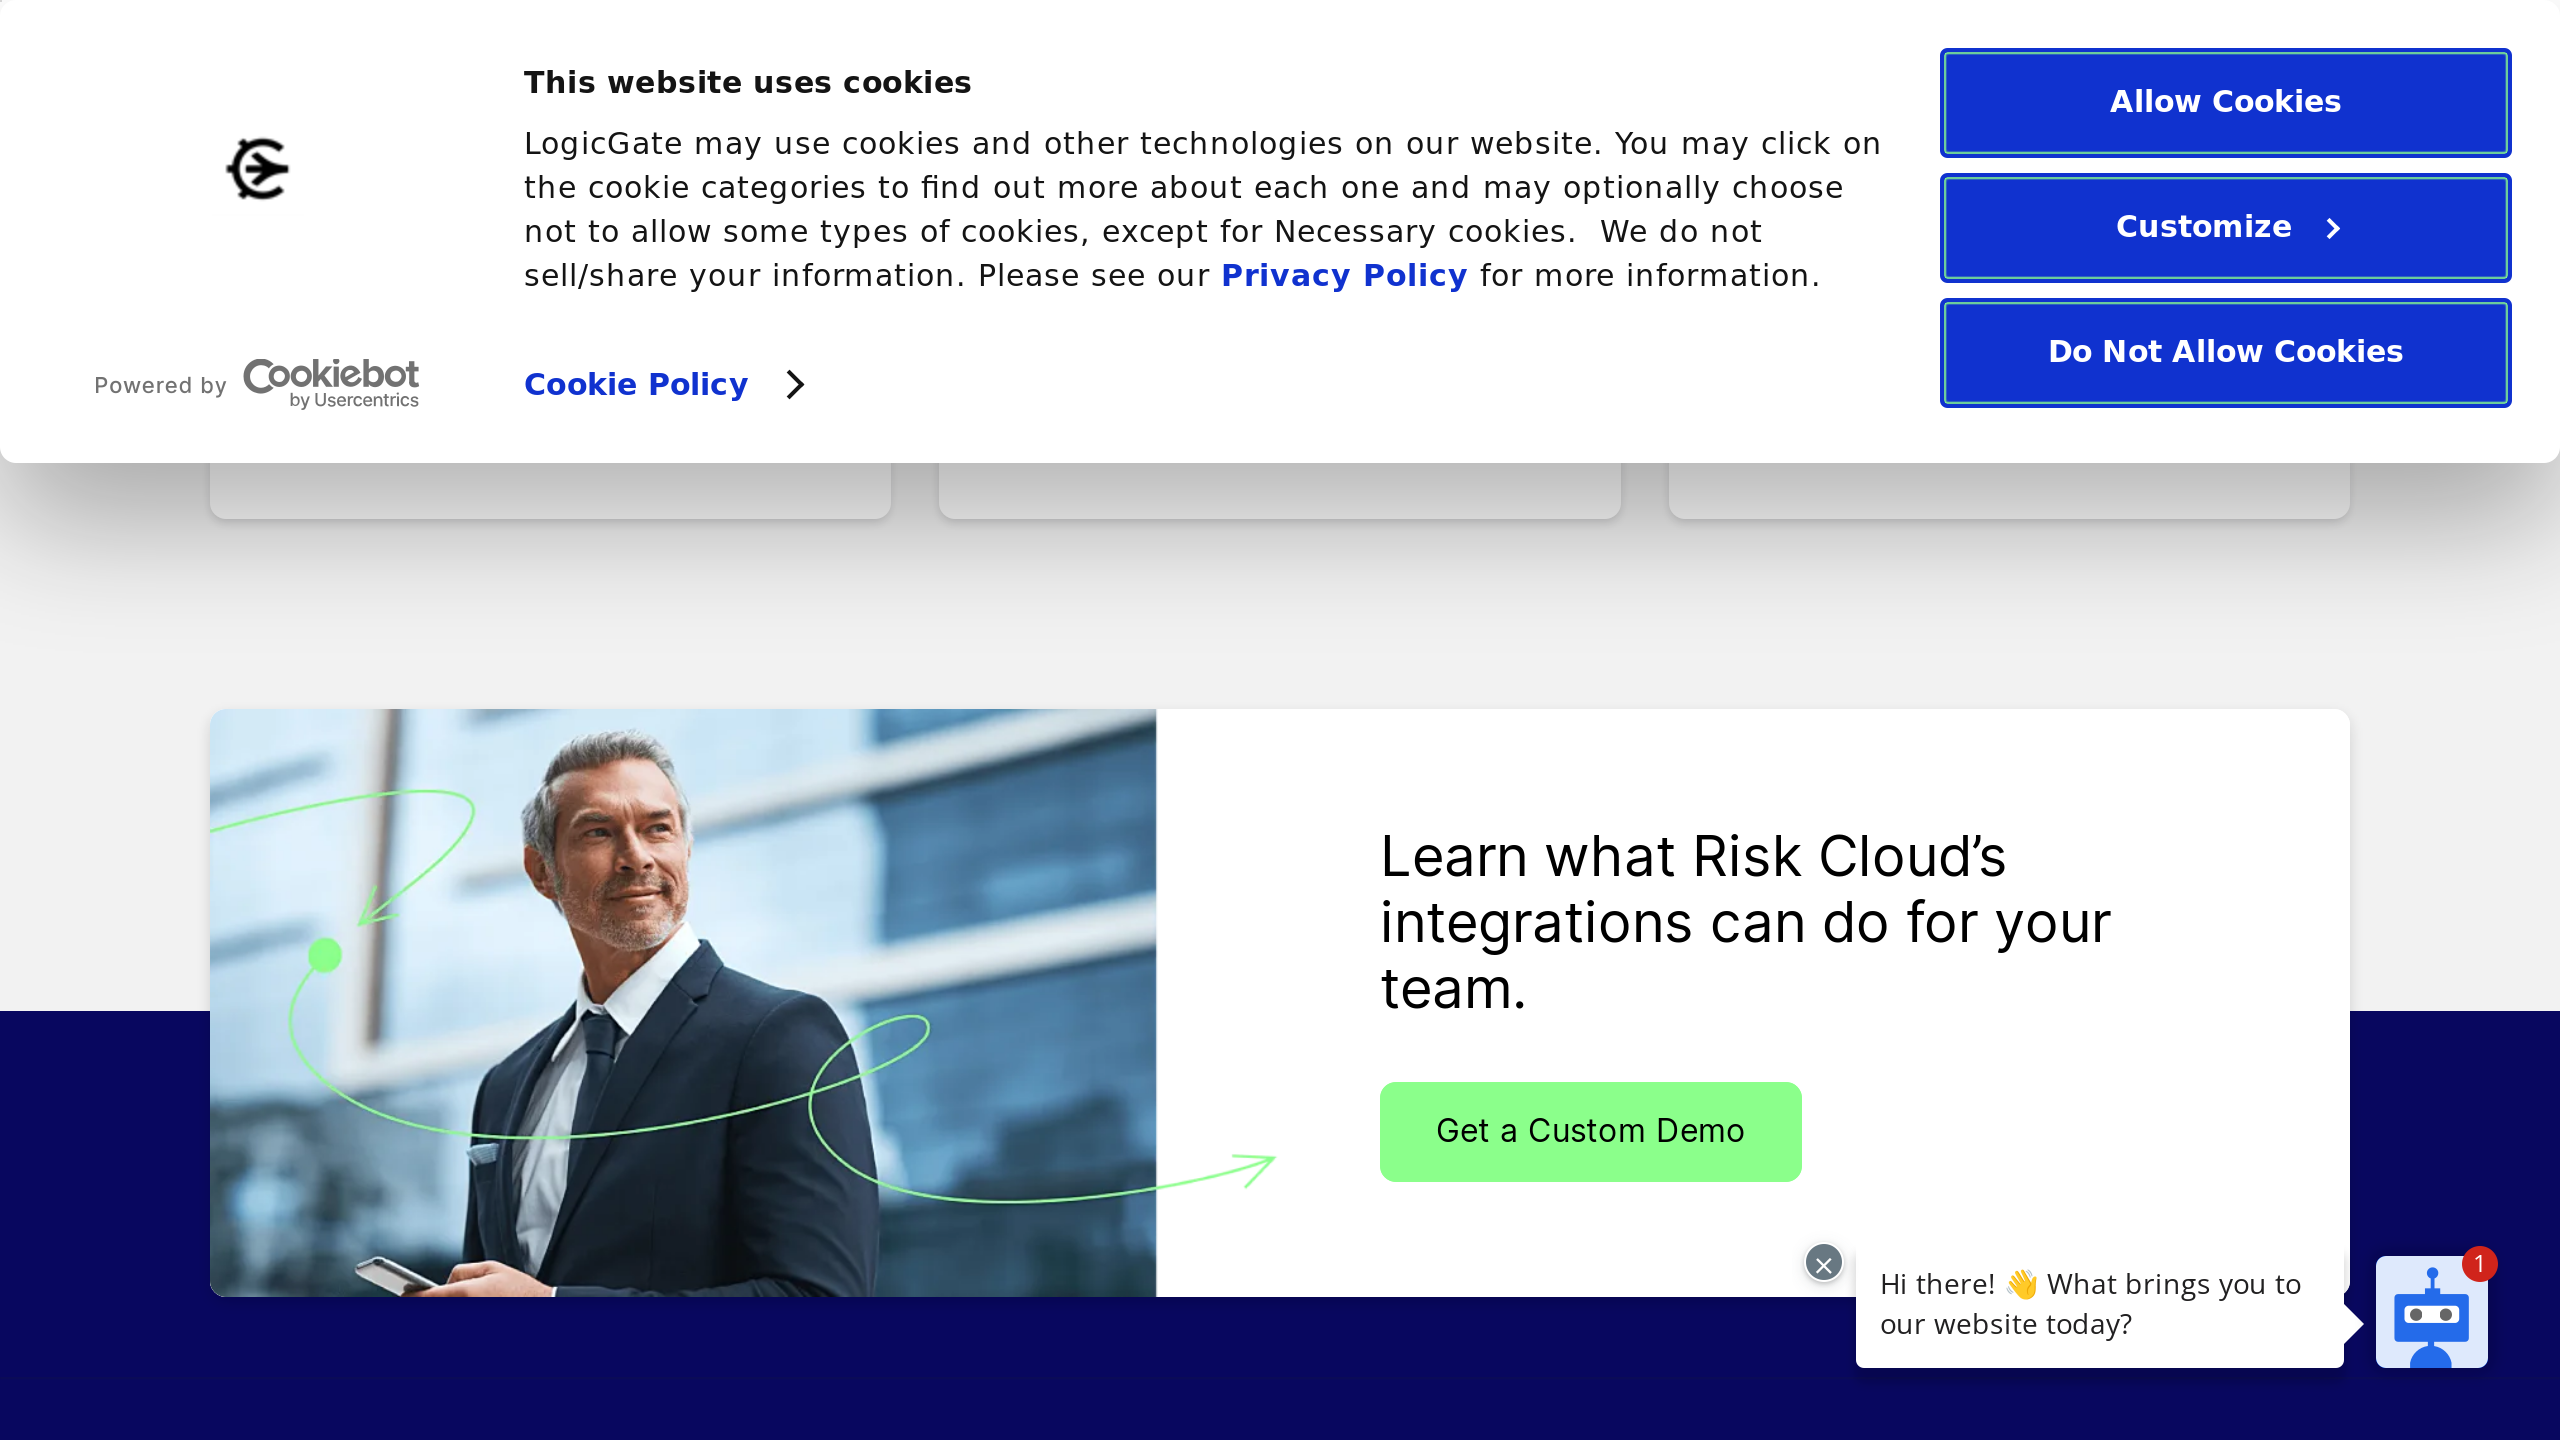 This website uses cookies
LogicGate may use cookies and other technologies on our website. You may click on
the cookie categories to find out more about each one and may optionally choose
not to allow some types of cookies, except for Necessary cookies.  We do not
sell/share your information. Please see our Privacy Policy for more information.
Powered by Cookiebot
by Usercentrics
Cookie Policy
Allow Cookies
Customize
Do Not Allow Cookies
Learn what Risk Cloud’s
integrations can do for your
team.
Get a Custom Demo
Hi there! 👋 What brings you to
our website today?
1